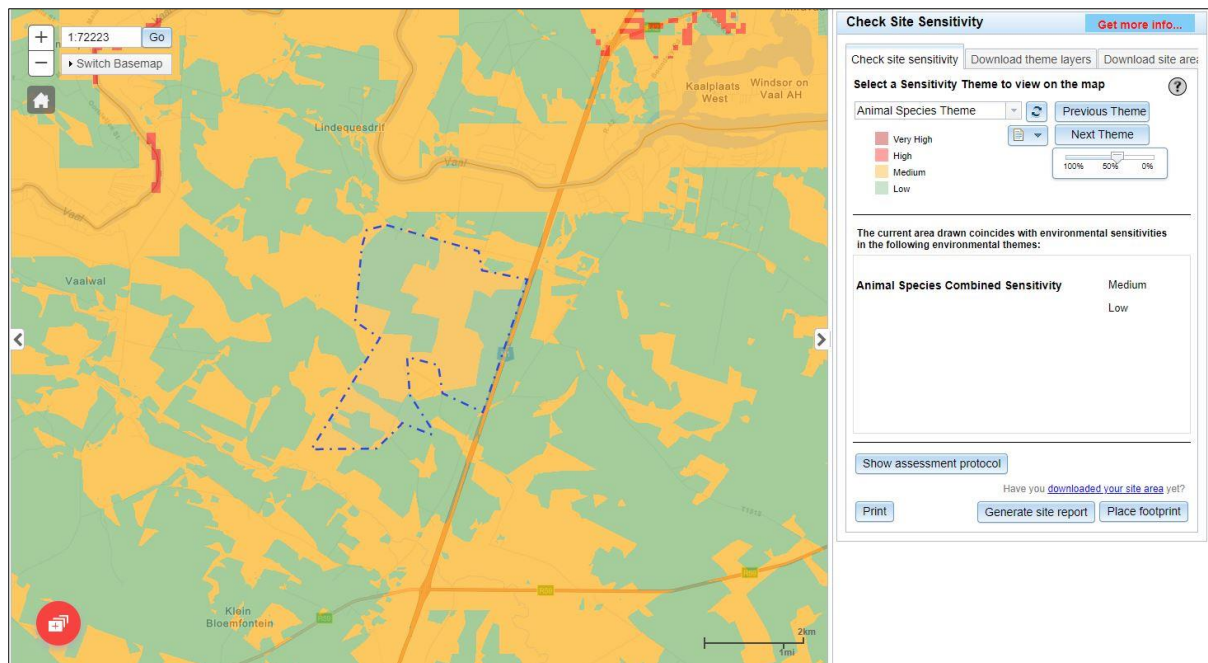 +
1:72223
Go
−
Switch Basemap
Kaalplaats
West
Windsor on
Vaal AH
Lindequesdrif
Vaal
Vaal
Vaalwal
Klein
Bloemfontein
2km
1mi
Check Site Sensitivity
Get more info...
Check site sensitivity
Download theme layers
Download site area
Select a Sensitivity Theme to view on the map
?
Animal Species Theme
Previous Theme
Next Theme
Very High
High
Medium
Low
100% 50% 0%
The current area drawn coincides with environmental sensitivities
in the following environmental themes:
Animal Species Combined Sensitivity
Medium
Low
Show assessment protocol
Have you downloaded your site area yet?
Print
Generate site report
Place footprint